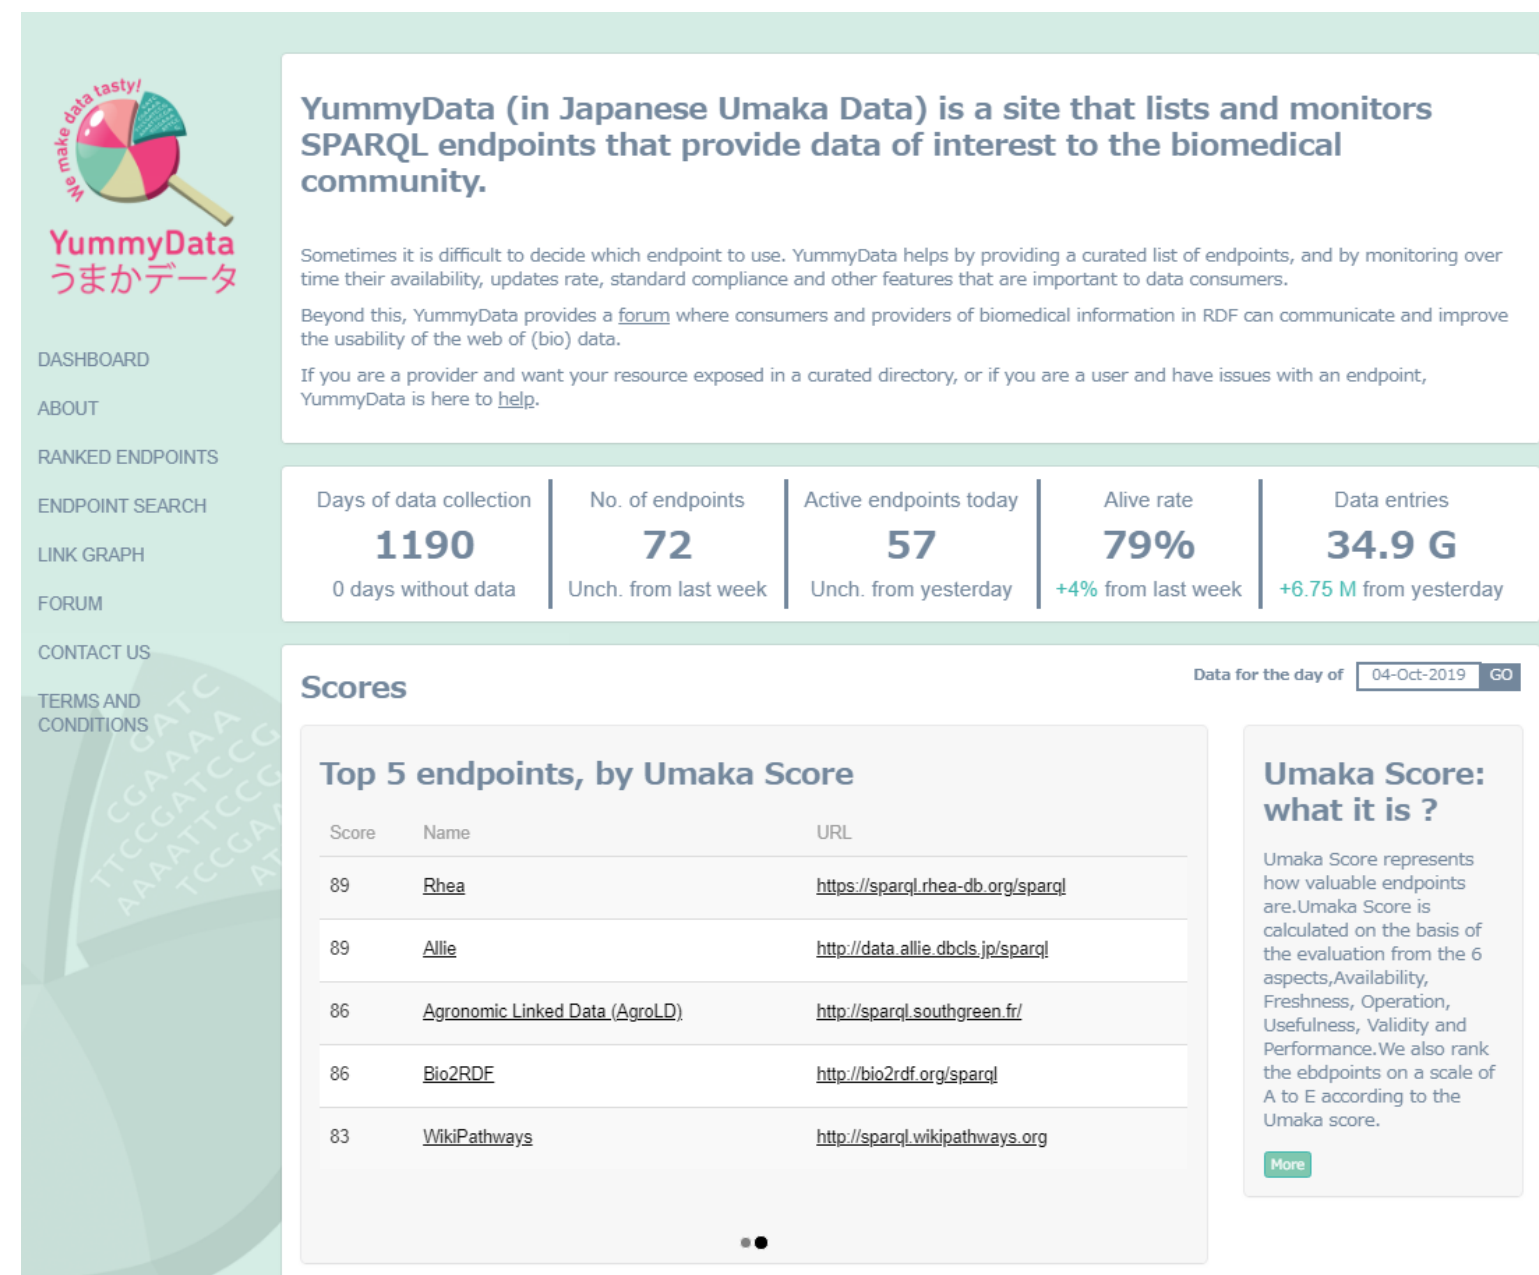 We make data tasty!
YummyData
うまかデータ
DASHBOARD
ABOUT
RANKED ENDPOINTS
ENDPOINT SEARCH
LINK GRAPH
FORUM
CONTACT US
TERMS AND
CONDITIONS
GATC
CGAAAA
TTCCCGATCCCG
AAAATTCCCG
TCCCGAA
AT
YummyData (in Japanese Umaka Data) is a site that lists and monitors
SPARQL endpoints that provide data of interest to the biomedical
community.
Sometimes it is difficult to decide which endpoint to use. YummyData helps by providing a curated list of endpoints, and by monitoring over
time their availability, updates rate, standard compliance and other features that are important to data consumers.
Beyond this, YummyData provides a forum where consumers and providers of biomedical information in RDF can communicate and improve
the usability of the web of (bio) data.
If you are a provider and want your resource exposed in a curated directory, or if you are a user and have issues with an endpoint,
YummyData is here to help.
Days of data collection
1190
0 days without data
No. of endpoints
72
Unch. from last week
Active endpoints today
57
Unch. from yesterday
Alive rate
79%
+4% from last week
Data entries
34.9 G
+6.75 M from yesterday
Scores
Data for the day of 04-Oct-2019 GO
Top 5 endpoints, by Umaka Score
Score Name URL
89 Rhea https://sparql.rhea-db.org/sparql
89 Allie http://data.allie.dbcls.jp/sparql
86 Agronomic Linked Data (AgroLD) http://sparql.southgreen.fr/
86 Bio2RDF http://bio2rdf.org/sparql
83 WikiPathways http://sparql.wikipathways.org
Umaka Score:
what it is ?
Umaka Score represents
how valuable endpoints
are.Umaka Score is
calculated on the basis of
the evaluation from the 6
aspects,Availability,
Freshness, Operation,
Usefulness, Validity and
Performance.We also rank
the ebdpoints on a scale of
A to E according to the
Umaka score.
More